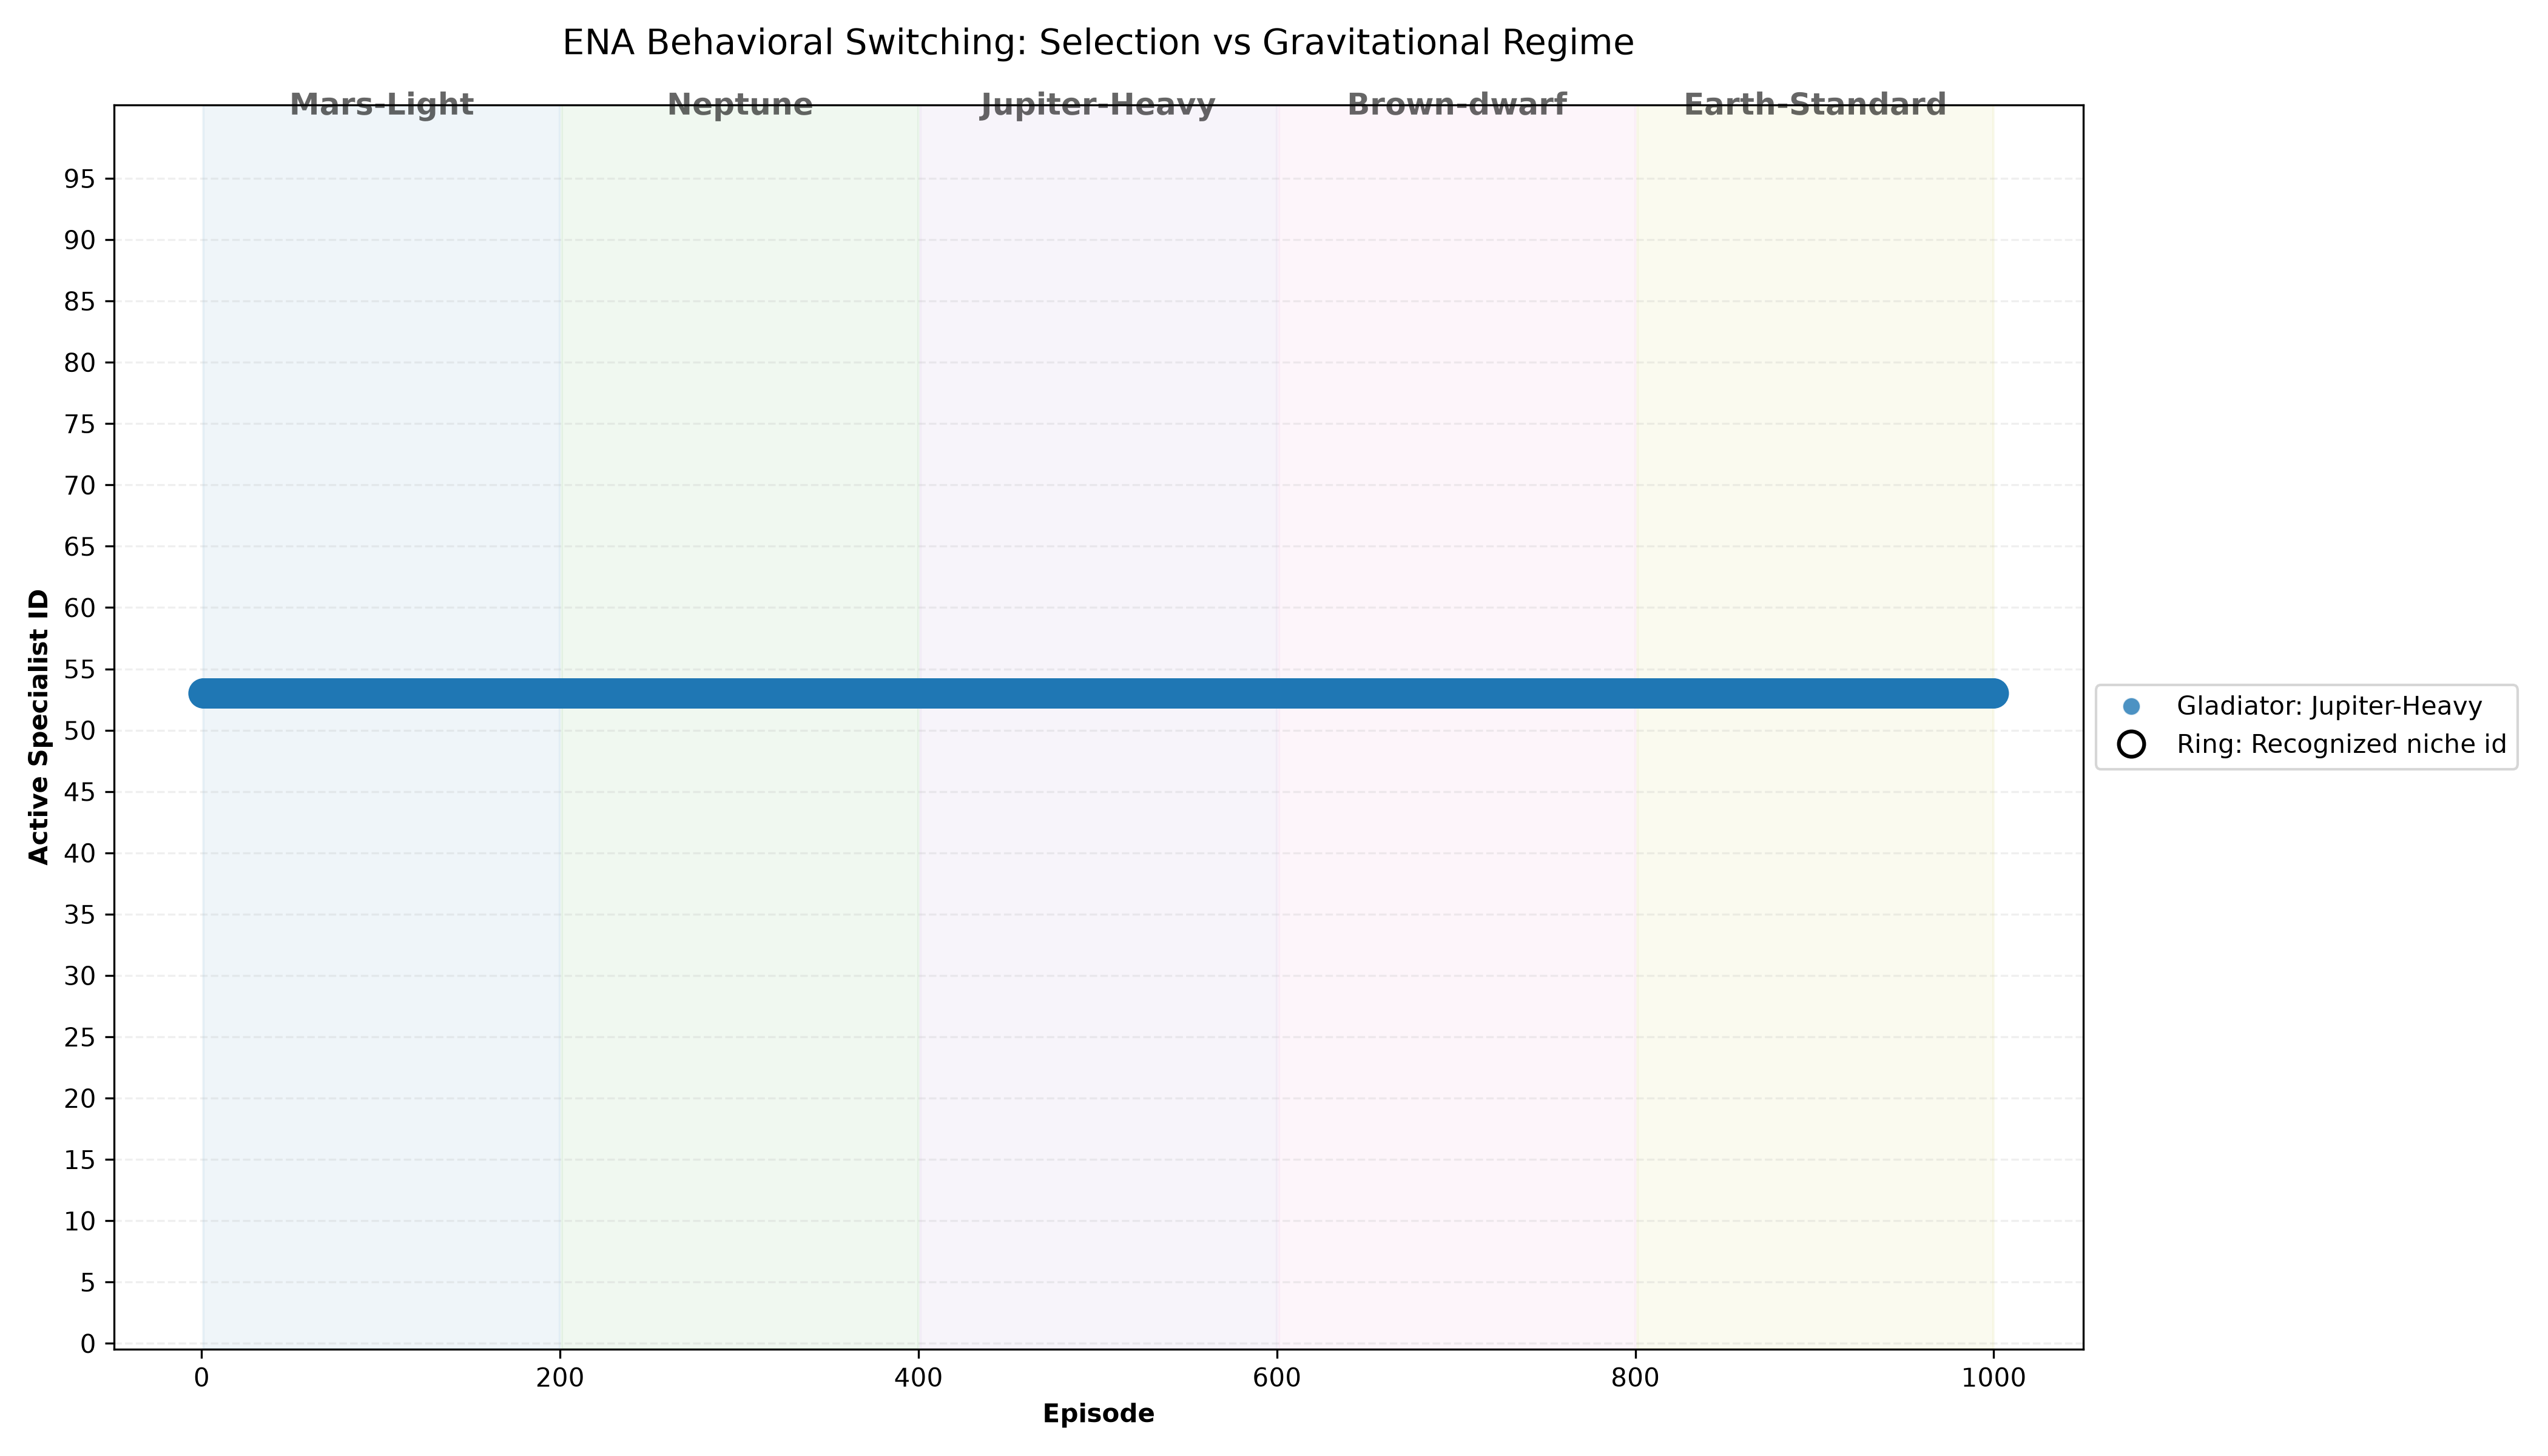 ENA Behavioral Switching: Selection vs Gravitational Regime
Mars-Light Neptune Jupiter-Heavy Brown-dwarf Earth-Standard
95
90
85
80
75
70
65
60
55
50
45
40
35
30
25
20
15
10
5
0
Active Specialist ID
0 200 400 600 800 1000
Episode
Gladiator: Jupiter-Heavy
Ring: Recognized niche id